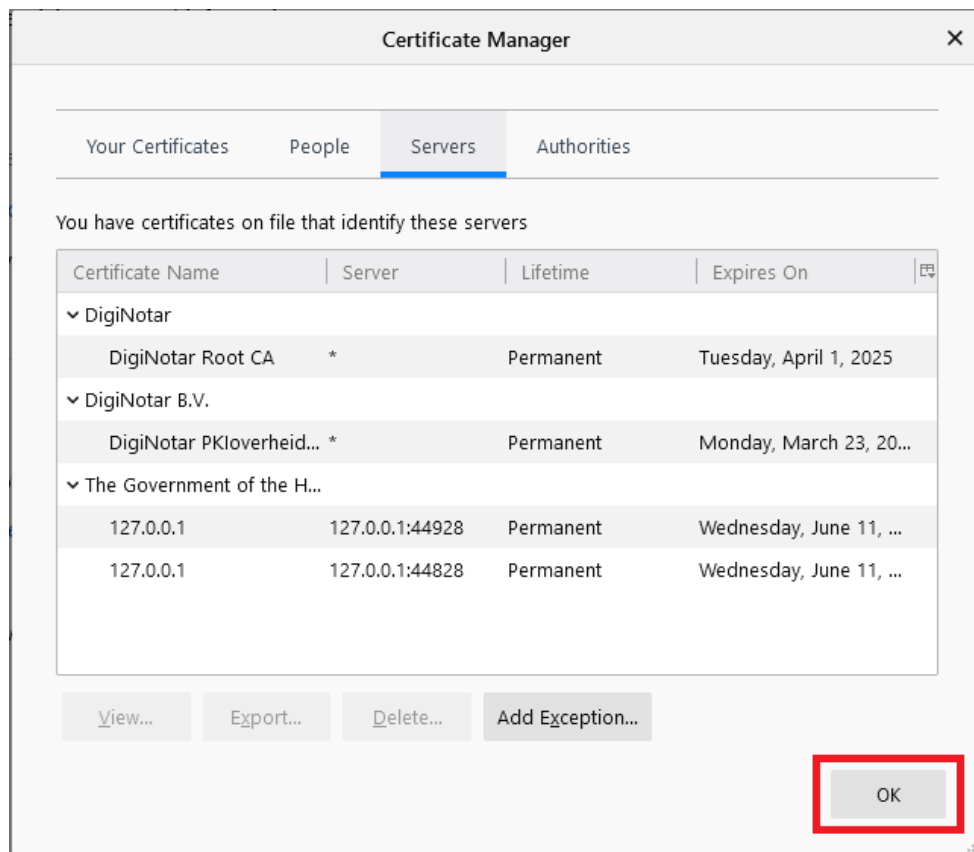 Certificate Manager
Your Certificates People Servers Authorities
You have certificates on file that identify these servers
Certificate Name Server Lifetime Expires On
DigiNotar
DigiNotar Root CA * Permanent Tuesday, April 1, 2025
DigiNotar B.V.
DigiNotar PKIoverheid... * Permanent Monday, March 23, 20...
The Government of the H...
127.0.0.1 127.0.0.1:44928 Permanent Wednesday, June 11, ...
127.0.0.1 127.0.0.1:44828 Permanent Wednesday, June 11, ...
View... Export... Delete... Add Exception...
OK